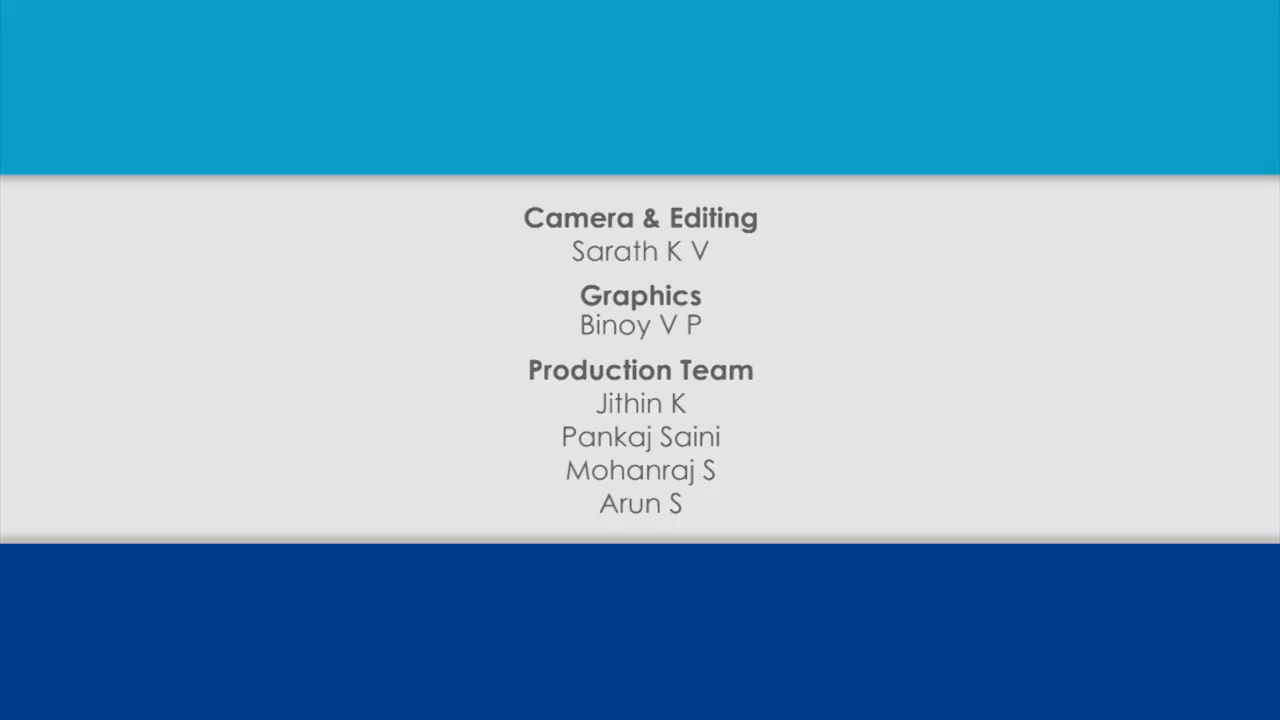 Camera & Editing
Sarath K V
Graphics
Binoy V P
Production Team
Jithin K
Pankaj Saini
Mohanraj S
Arun S